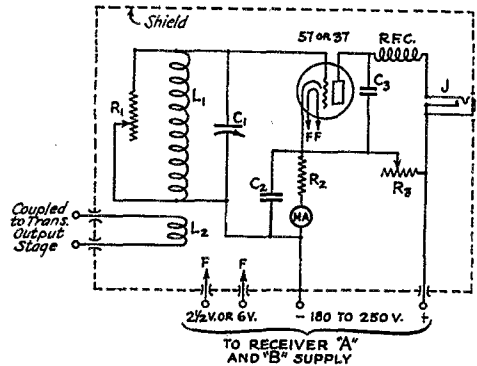 Shield
57 OR 37
R.F.C.
R1
L1
C1
C3
J
F F
C2
R2
R3
MA
Coupled
to Trans.
Output
Stage
L2
F F
2½V. OR 6V. - 180 TO 250 V. +
TO RECEIVER "A"
AND "B" SUPPLY